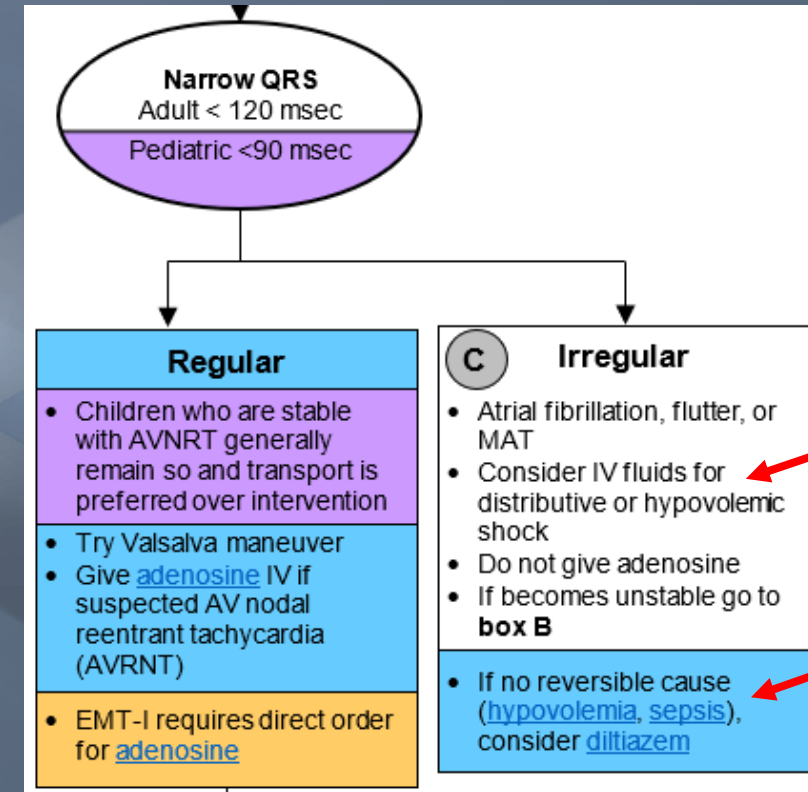 Narrow QRS
Adult < 120 msec
Pediatric <90 msec
Regular
• Children who are stable
with AVNRT generally
remain so and transport is
preferred over intervention
• Try Valsalva maneuver
• Give adenosine IV if
suspected AV nodal
reentrant tachycardia
(AVRNT)
• EMT-I requires direct order
for adenosine
C Irregular
• Atrial fibrillation, flutter, or
MAT
• Consider IV fluids for
distributive or hypovolemic
shock
• Do not give adenosine
• If becomes unstable go to
box B
• If no reversible cause
(hypovolemia, sepsis),
consider diltiazem